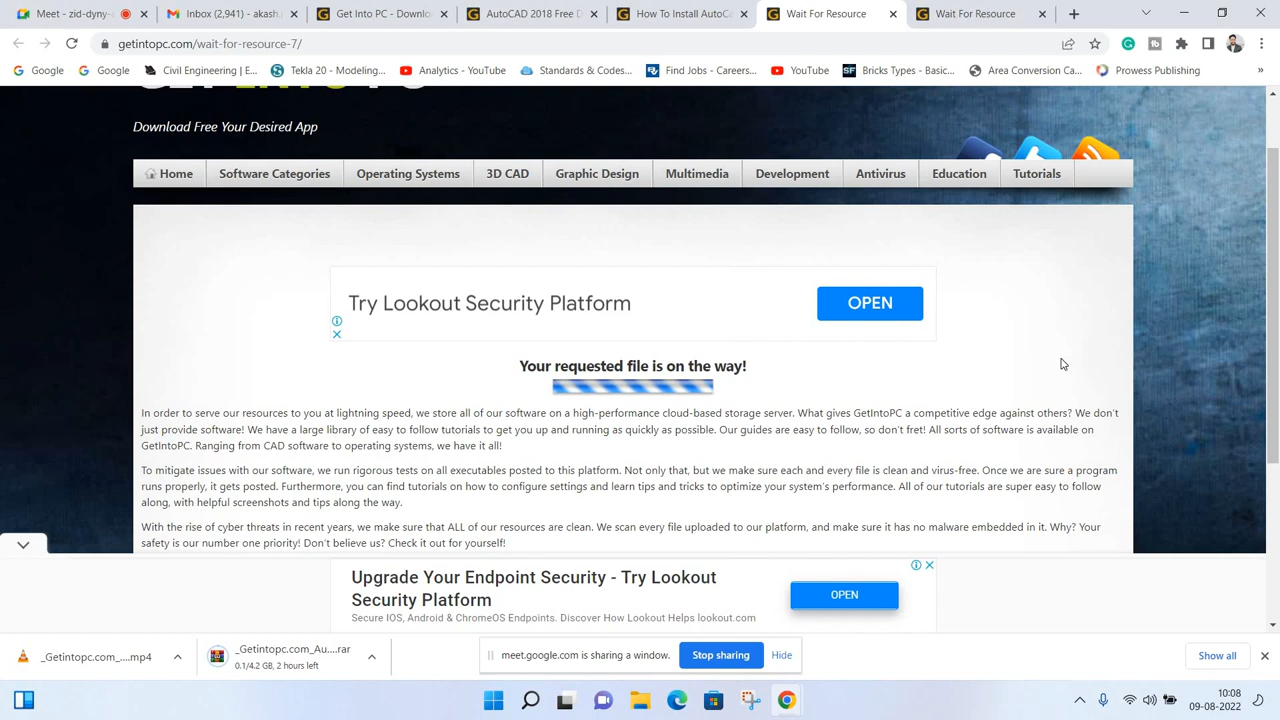 Meet - zid-dny-
Inbox (2,941) - akash.
Get Into PC - Downlo
AutoCAD 2018 Free D
How To Install AutoCa
Wait For Resource
Wait For Resource
getintopc.com/wait-for-resource-7/
Google
Google
Civil Engineering | E...
Tekla 20 - Modeling...
Analytics - YouTube
Standards & Codes...
Find Jobs - Careers...
YouTube
Bricks Types - Basic...
Area Conversion Ca...
Prowess Publishing
»
Download Free Your Desired App
Home
Software Categories
Operating Systems
3D CAD
Graphic Design
Multimedia
Development
Antivirus
Education
Tutorials
Try Lookout Security Platform
OPEN
Your requested file is on the way!
In order to serve our resources to you at lightning speed, we store all of our software on a high-performance cloud-based storage server. What gives GetIntoPC a competitive edge against others? We don't
just provide software! We have a large library of easy to follow tutorials to get you up and running as quickly as possible. Our guides are easy to follow, so don't fret! All sorts of software is available on
GetIntoPC. Ranging from CAD software to operating systems, we have it all!
To mitigate issues with our software, we run rigorous tests on all executables posted to this platform. Not only that, but we make sure each and every file is clean and virus-free. Once we are sure a program
runs properly, it gets posted. Furthermore, you can find tutorials on how to configure settings and learn tips and tricks to optimize your system's performance. All of our tutorials are super easy to follow
along, with helpful screenshots and tips along the way.
With the rise of cyber threats in recent years, we make sure that ALL of our resources are clean. We scan every file uploaded to our platform, and make sure it has no malware embedded in it. Why? Your
safety is our number one priority! Don't believe us? Check it out for yourself!
Upgrade Your Endpoint Security - Try Lookout
Security Platform
Secure IOS, Android & ChromeOS Endpoints. Discover How Lookout Helps lookout.com
OPEN
_Getintopc.com_....mp4
_Getintopc.com_Au....rar
0.1/4.2 GB, 2 hours left
meet.google.com is sharing a window.
Stop sharing
Hide
Show all
10:08
09-08-2022